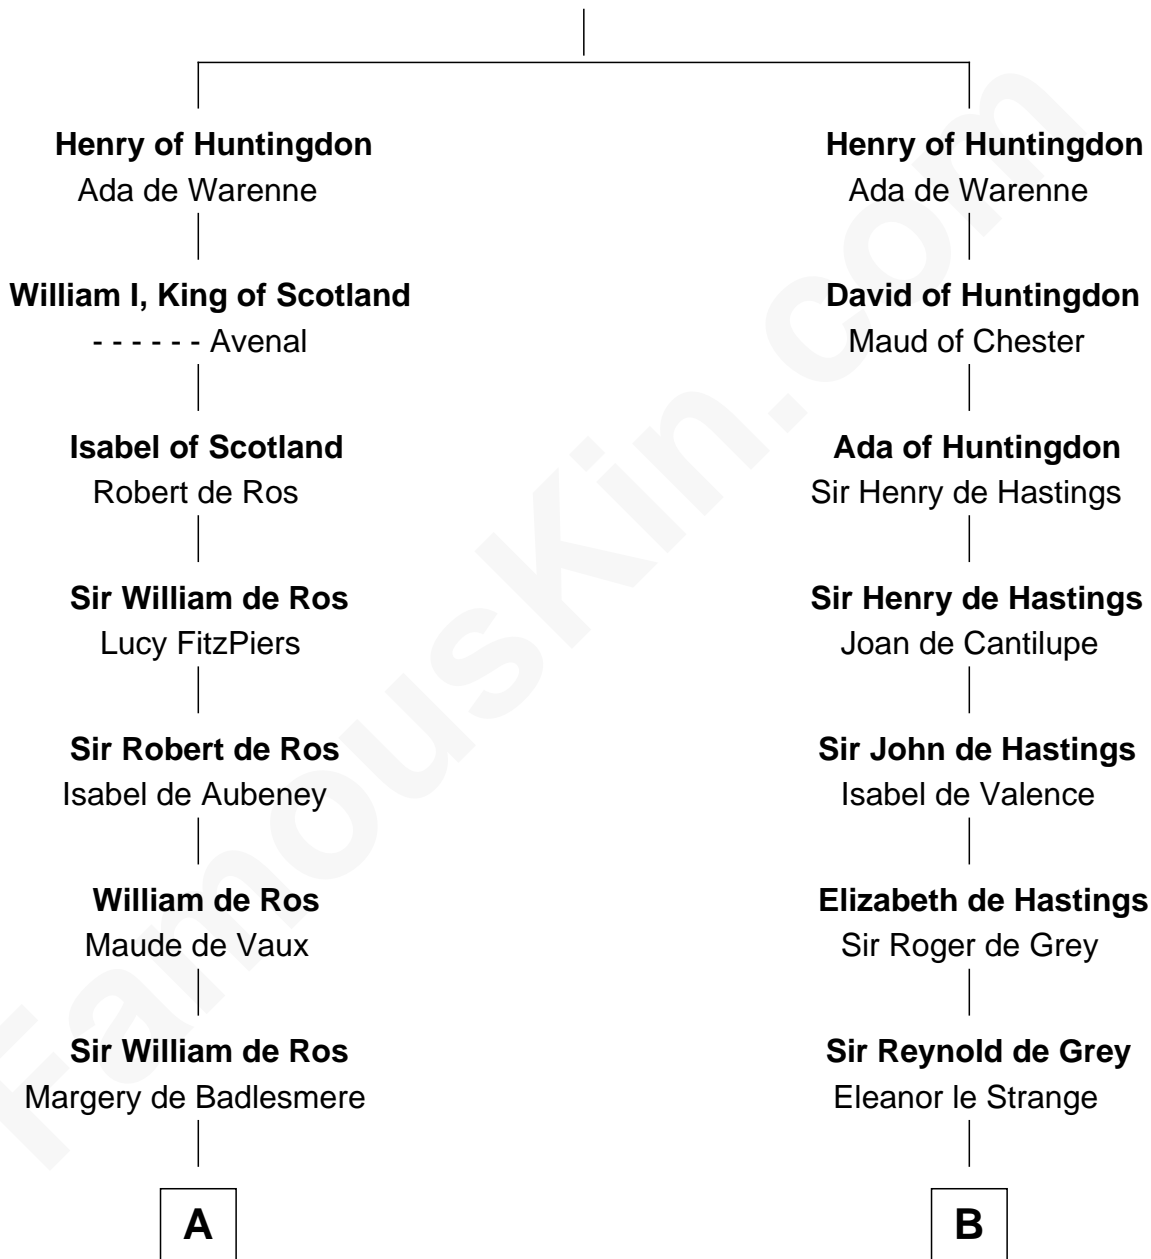 Henry of Huntingdon
Ada de Warenne
William I, King of Scotland
- - - - - - Avenal
Isabel of Scotland
Robert de Ros
Sir William de Ros
Lucy FitzPiers
Sir Robert de Ros
Isabel de Aubeney
William de Ros
Maude de Vaux
Sir William de Ros
Margery de Badlesmere
A
Henry of Huntingdon
Ada de Warenne
David of Huntingdon
Maud of Chester
Ada of Huntingdon
Sir Henry de Hastings
Sir Henry de Hastings
Joan de Cantilupe
Sir John de Hastings
Isabel de Valence
Elizabeth de Hastings
Sir Roger de Grey
Sir Reynold de Grey
Eleanor le Strange
B
FamousKin.com